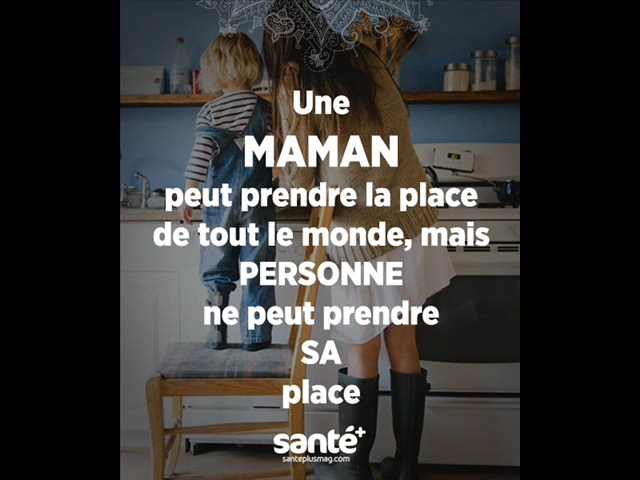 Une
MAMAN
peut prendre la place
de tout le monde, mais
PERSONNE
ne peut prendre
SA
place
santé+
santeplusmag.com